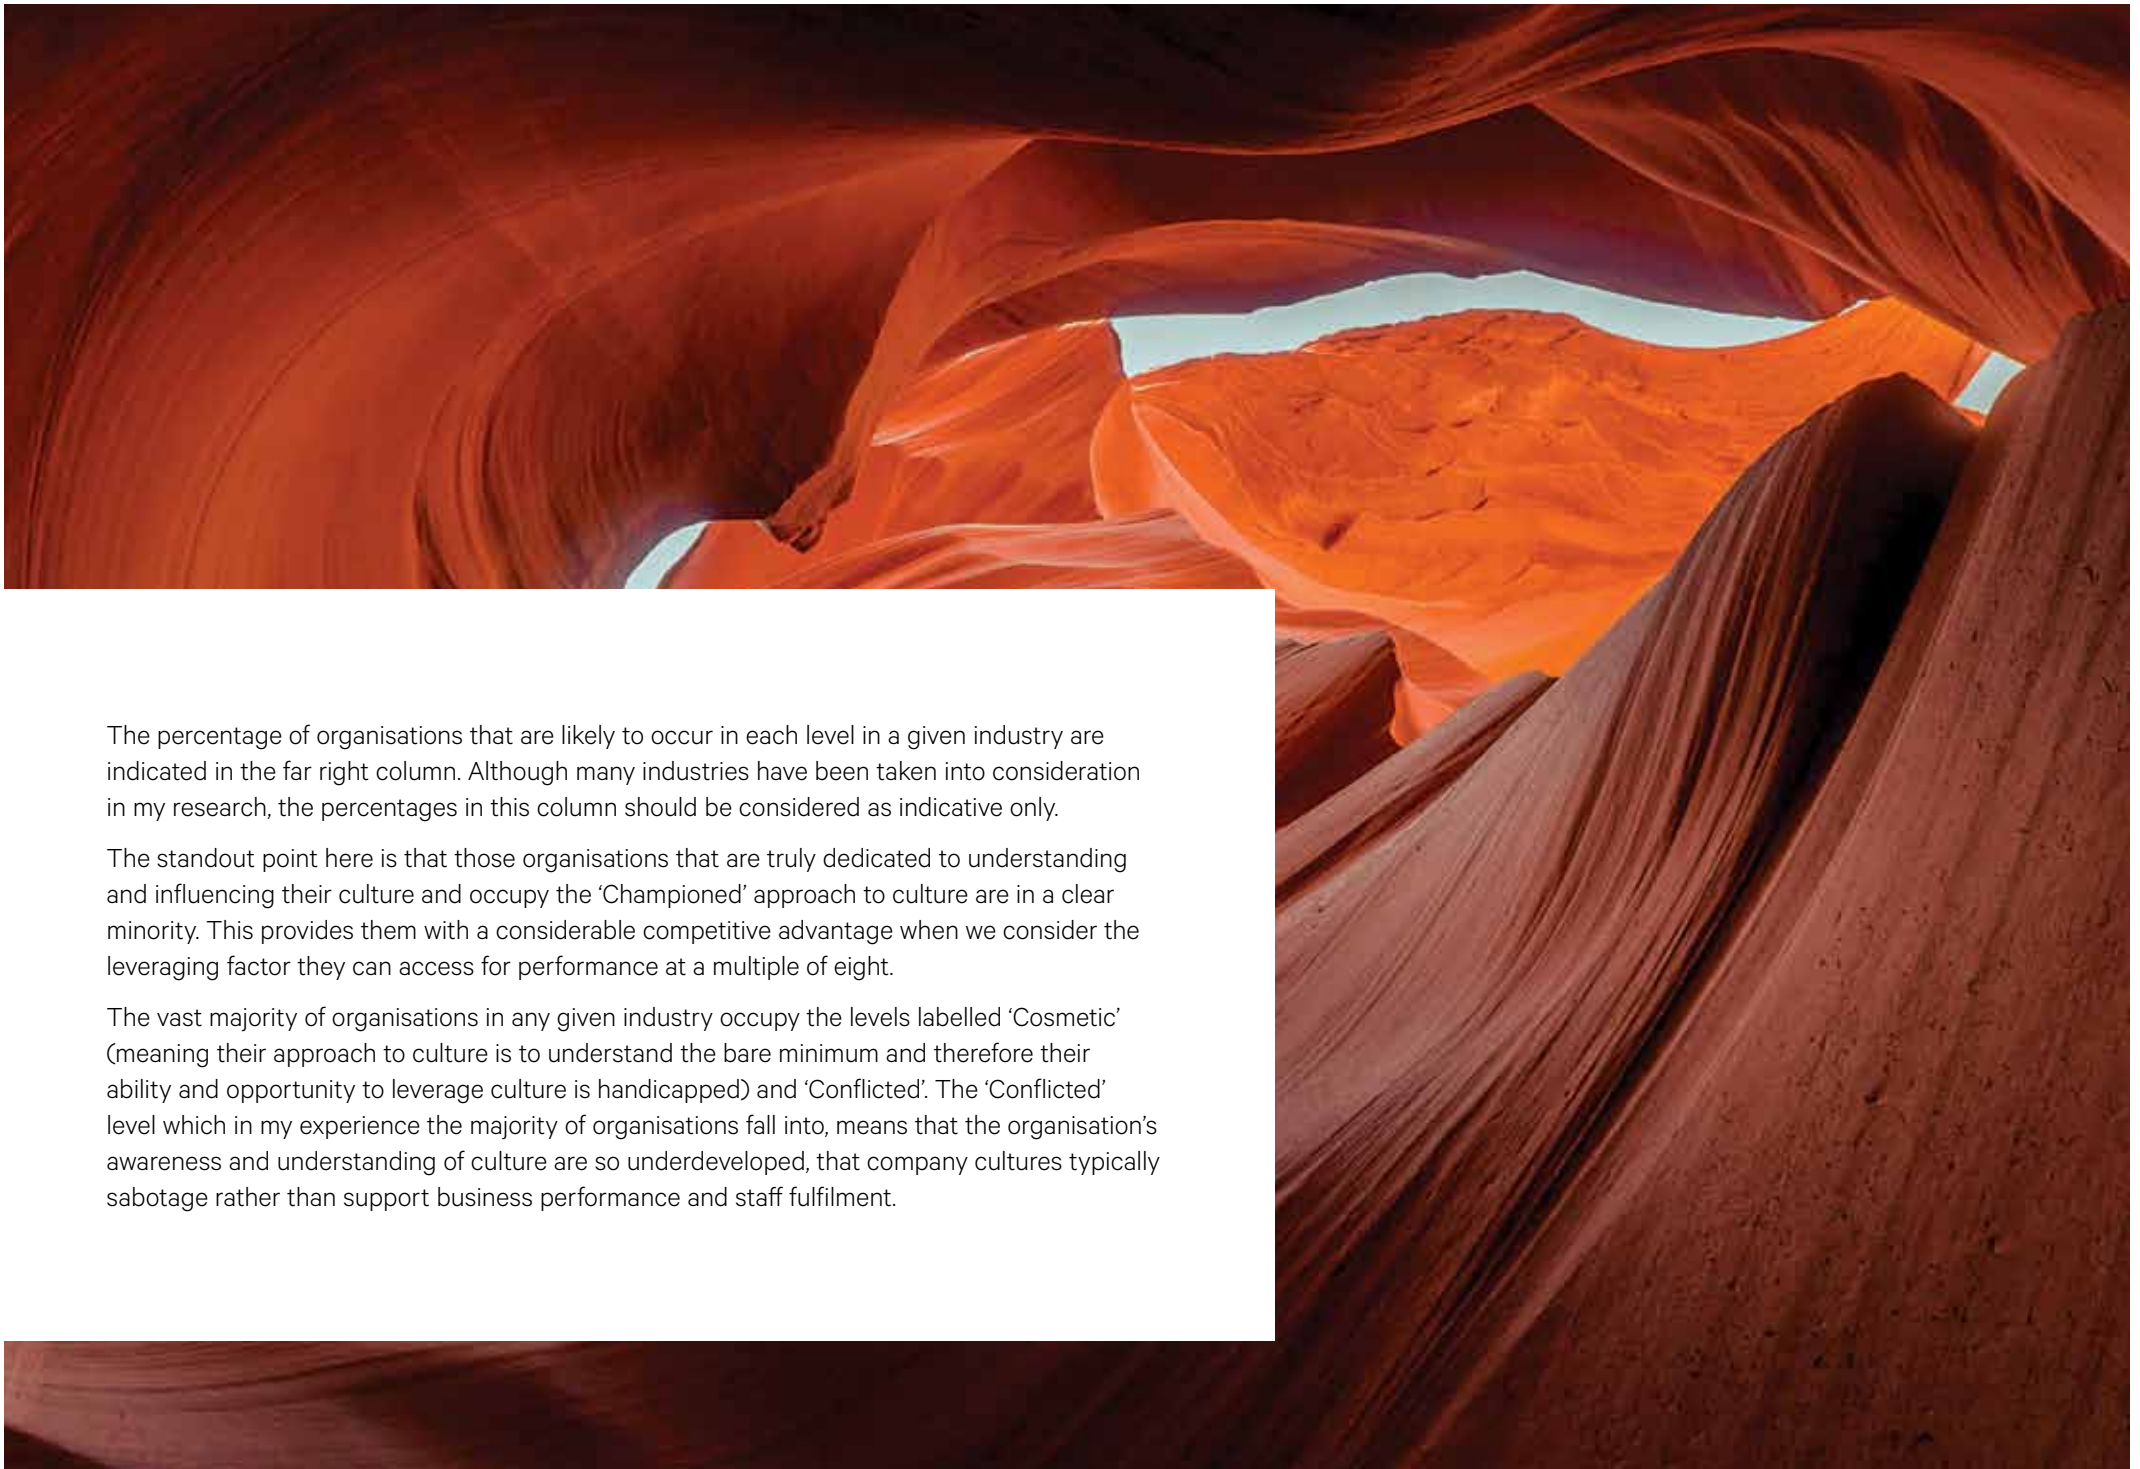 The percentage of organisations that are likely to occur in each level in a given industry are
indicated in the far right column. Although many industries have been taken into consideration
in my research, the percentages in this column should be considered as indicative only.
The standout point here is that those organisations that are truly dedicated to understanding
and influencing their culture and occupy the ‘Championed’ approach to culture are in a clear
minority. This provides them with a considerable competitive advantage when we consider the
leveraging factor they can access for performance at a multiple of eight.
The vast majority of organisations in any given industry occupy the levels labelled ‘Cosmetic’
(meaning their approach to culture is to understand the bare minimum and therefore their
ability and opportunity to leverage culture is handicapped) and ‘Conflicted’. The ‘Conflicted’
level which in my experience the majority of organisations fall into, means that the organisation’s
awareness and understanding of culture are so underdeveloped, that company cultures typically
sabotage rather than support business performance and staff fulfilment.